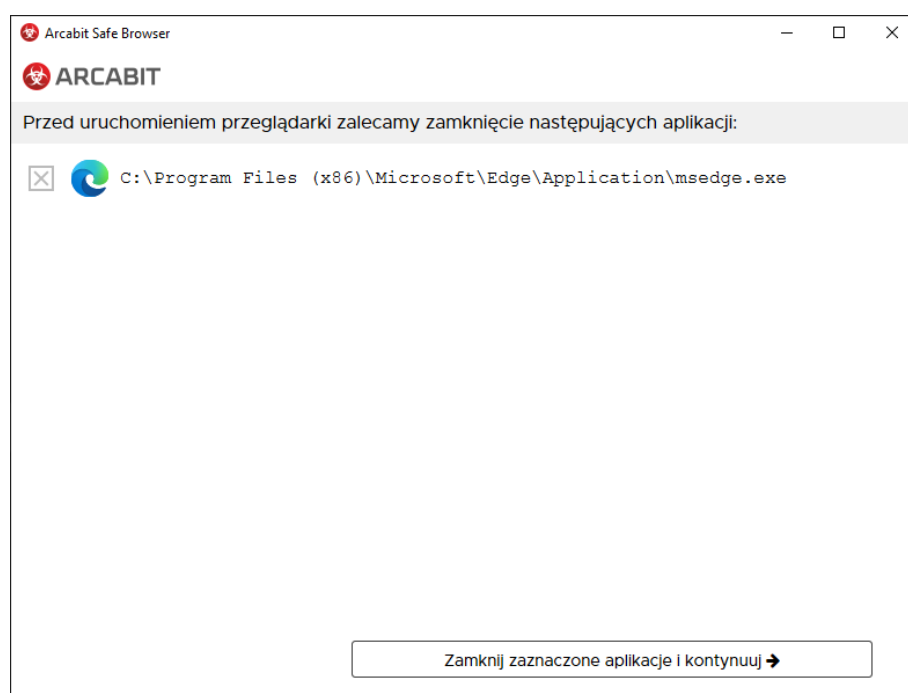 Arcabit Safe Browser
ARCABIT
Przed uruchomieniem przeglądarki zalecamy zamknięcie następujących aplikacji:
C:\Program Files (x86)\Microsoft\Edge\Application\msedge.exe
Zamknij zaznaczone aplikacje i kontynuuj →